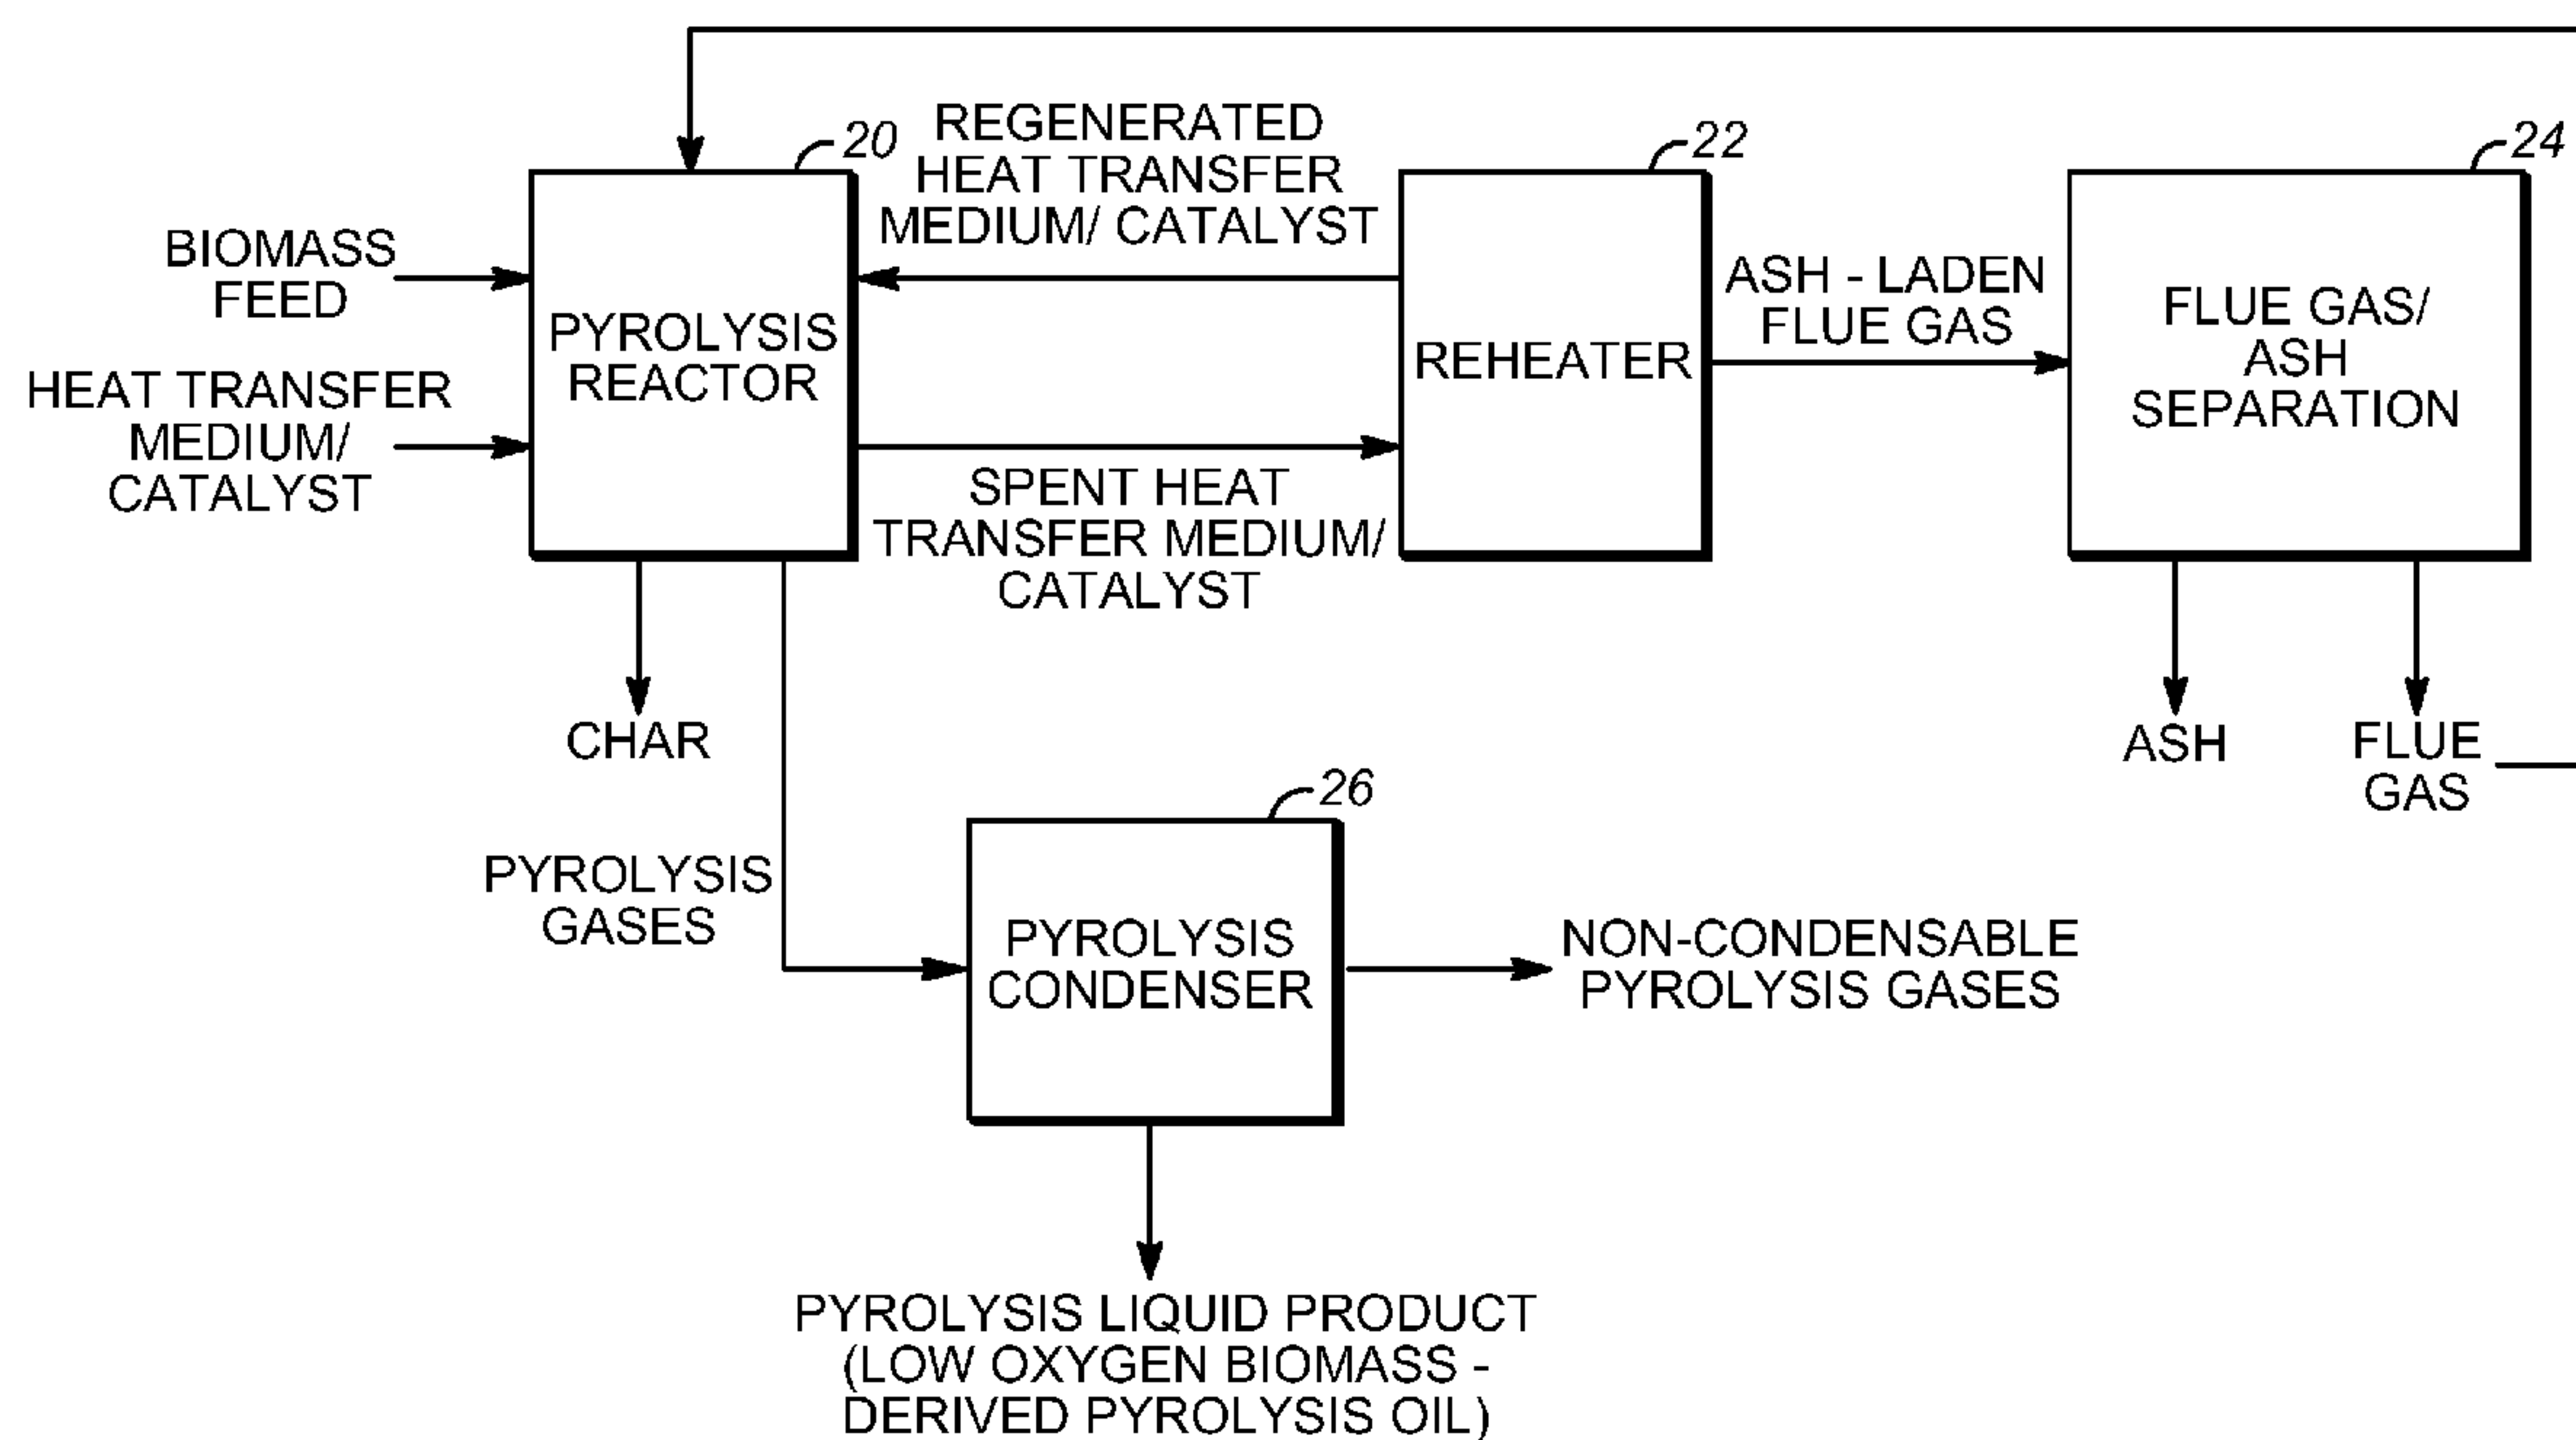 20
REGENERATED
HEAT TRANSFER
MEDIUM/ CATALYST
22
24
BIOMASS
FEED
PYROLYSIS
REACTOR
HEAT TRANSFER
MEDIUM/
CATALYST
REHEATER
ASH - LADEN
FLUE GAS
FLUE GAS/
ASH
SEPARATION
SPENT HEAT
TRANSFER MEDIUM/
CATALYST
CHAR
ASH
FLUE
GAS
26
PYROLYSIS
GASES
PYROLYSIS
CONDENSER
NON-CONDENSABLE
PYROLYSIS GASES
PYROLYSIS LIQUID PRODUCT
(LOW OXYGEN BIOMASS -
DERIVED PYROLYSIS OIL)